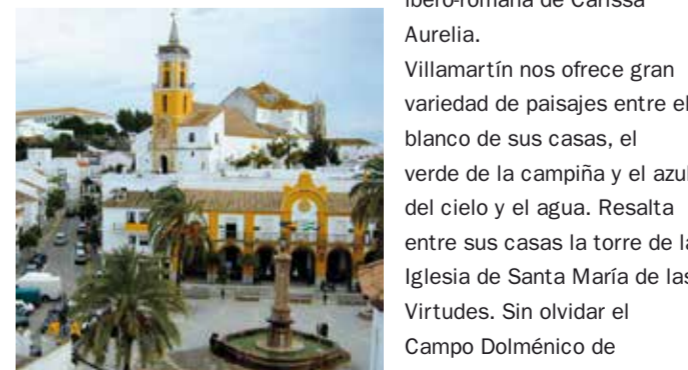 Ibero-romana de Carissa
Aurelia.
Villamartín nos ofrece gran
variedad de paisajes entre el
blanco de sus casas, el
verde de la campiña y el azul
del cielo y el agua. Resalta
entre sus casas la torre de la
Iglesia de Santa María de las
Virtudes. Sin olvidar el
Campo Dolménico de